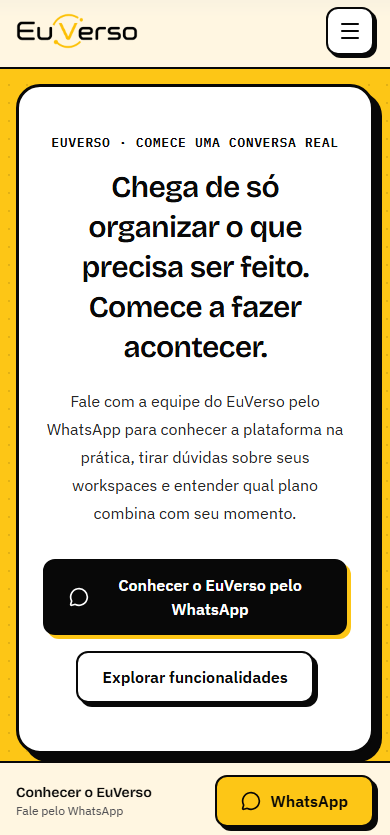 EuVerso
EUVERSO · COMECE UMA CONVERSA REAL
Chega de só
organizar o que
precisa ser feito.
Comece a fazer
acontecer.
Fale com a equipe do EuVerso pelo
WhatsApp para conhecer a plataforma na
prática, tirar dúvidas sobre seus
workspaces e entender qual plano
combina com seu momento.
Conhecer o EuVerso pelo
WhatsApp
Explorar funcionalidades
Conhecer o EuVerso
Fale pelo WhatsApp
WhatsApp